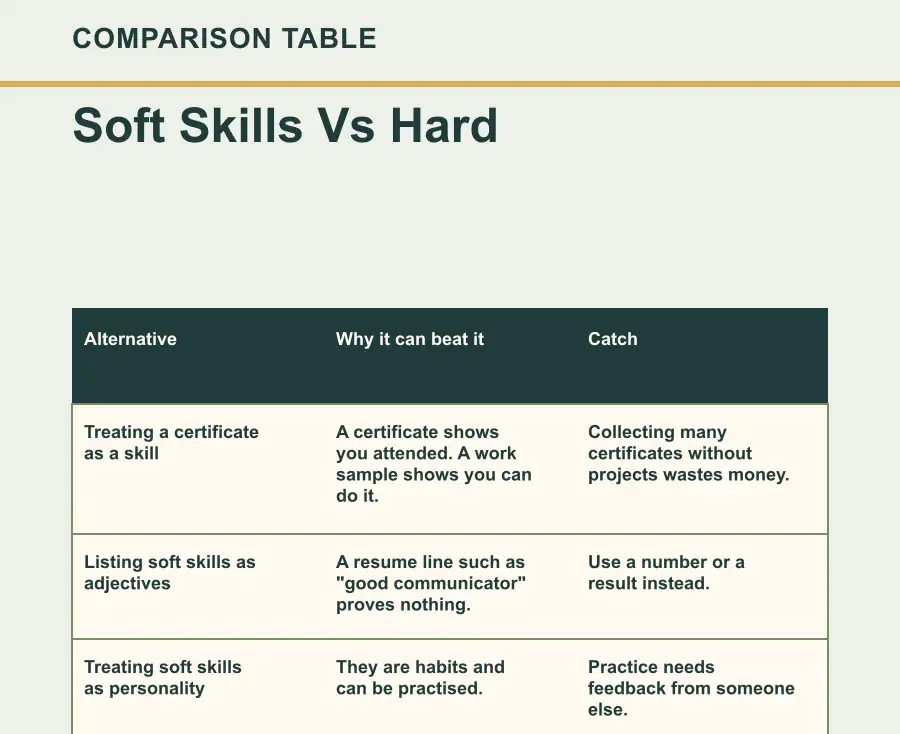 COMPARISON TABLE
Soft Skills Vs Hard
Alternative
Why it can beat it
Catch
Treating a certificate
as a skill
A certificate shows
you attended. A work
sample shows you can
do it.
Collecting many
certificates without
projects wastes money.
Listing soft skills as
adjectives
A resume line such as
"good communicator"
proves nothing.
Use a number or a
result instead.
Treating soft skills
as personality
They are habits and
can be practised.
Practice needs
feedback from someone
else.